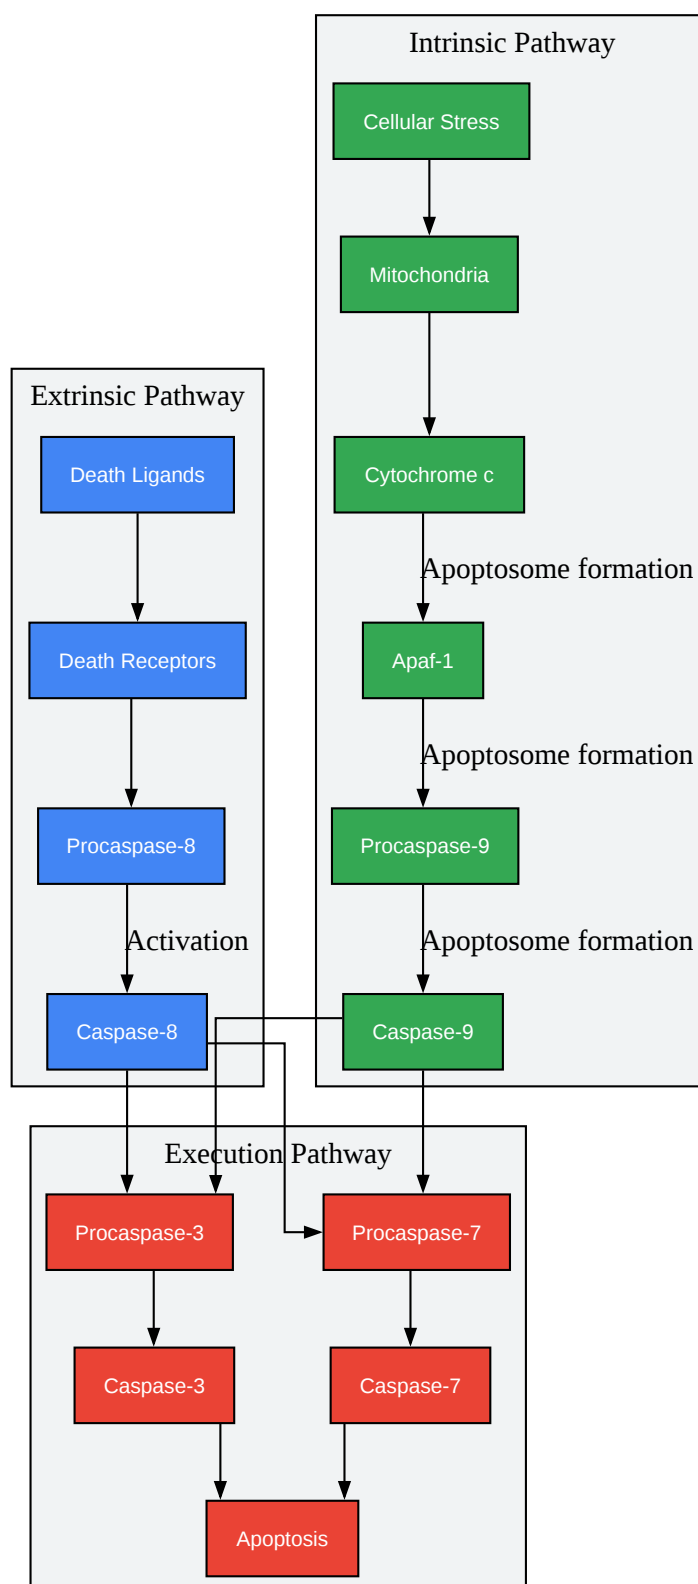 Intrinsic Pathway
Cellular Stress
Mitochondria
Extrinsic Pathway
Death Ligands
Cytochrome c
Apoptosome formation
Death Receptors
Apaf-1
Apoptosome formation
Procaspase-8
Procaspase-9
Activation
Apoptosome formation
Caspase-8
Caspase-9
Execution Pathway
Procaspase-3
Procaspase-7
Caspase-3
Caspase-7
Apoptosis